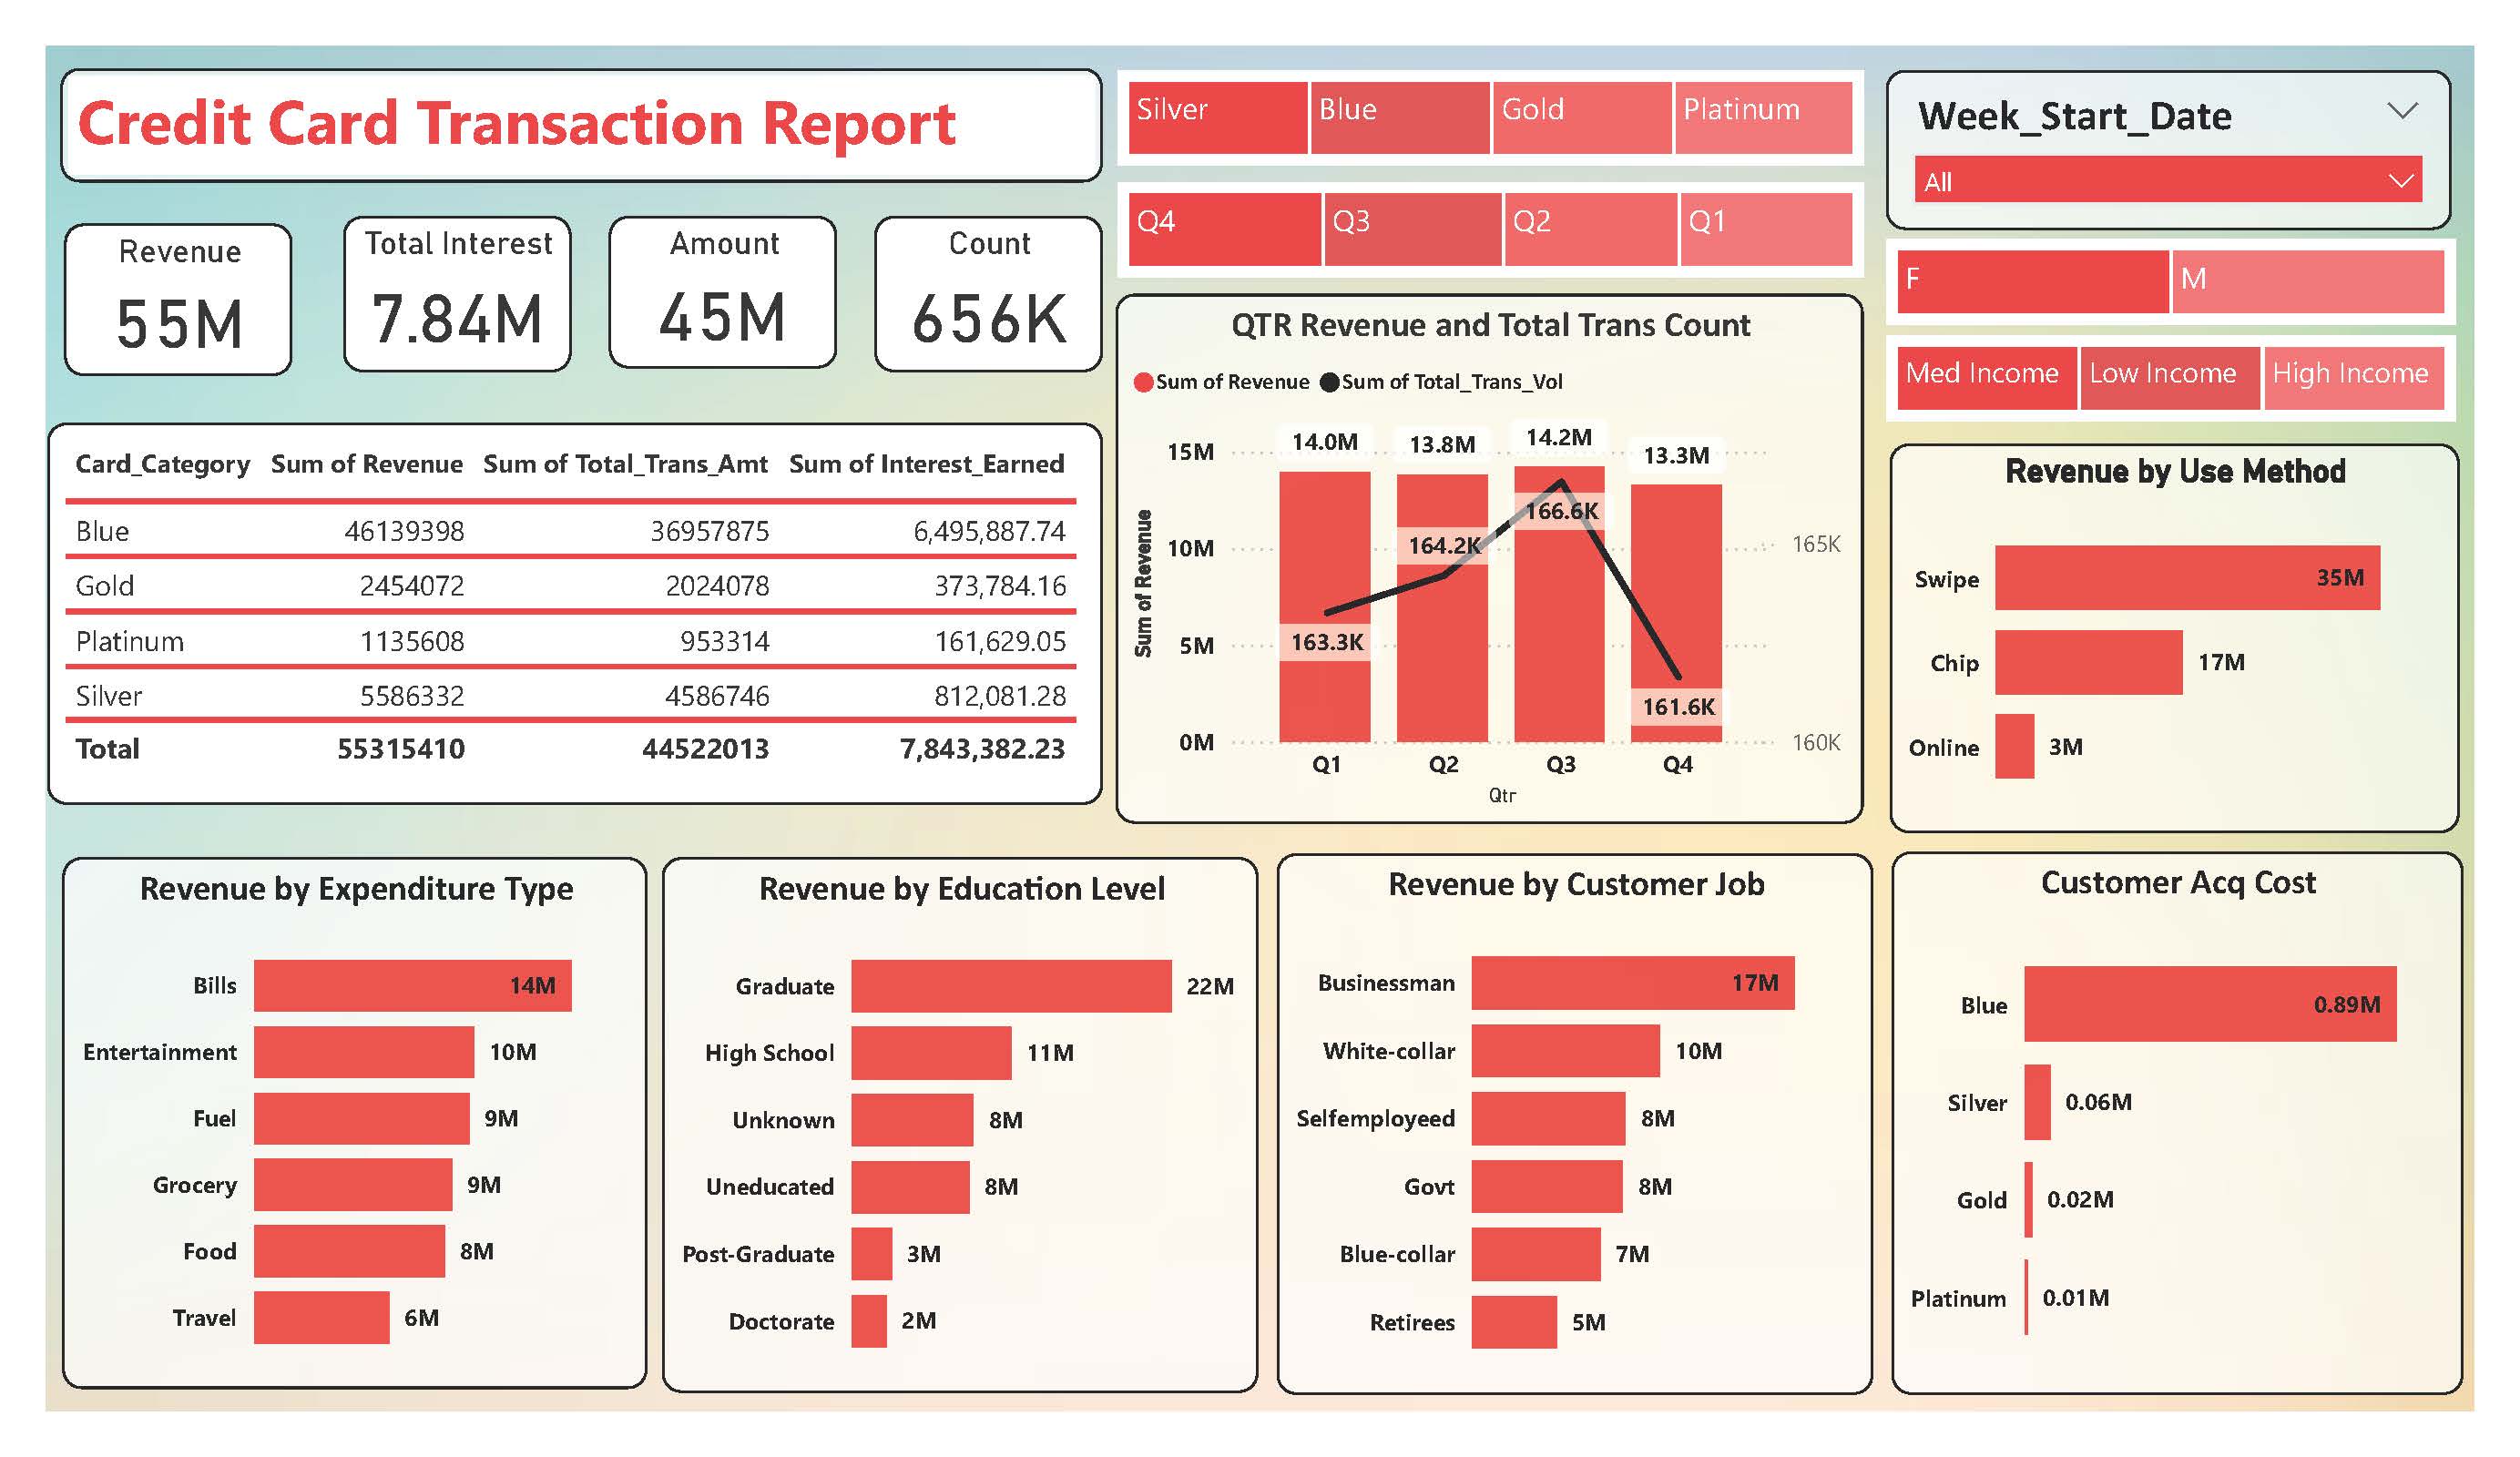 Credit Card Transaction Report
Silver Blue Gold Platinum
Q4 Q3 Q2 Q1
Week_Start_Date
All
F M
Med Income Low Income High Income
Revenue
55M
Total Interest
7.84M
Amount
45M
Count
656K
Card_Category Sum of Revenue Sum of Total_Trans_Amt Sum of Interest_Earned
Blue 46139398 36957875 6,495,887.74
Gold 2454072 2024078 373,784.16
Platinum 1135608 953314 161,629.05
Silver 5586332 4586746 812,081.28
Total 55315410 44522013 7,843,382.23
QTR Revenue and Total Trans Count
Sum of Revenue Sum of Total_Trans_Vol
Sum of Revenue
15M
10M
5M
0M
14.0M 13.8M 14.2M 13.3M
163.3K 164.2K 166.6K 161.6K
165K
160K
Q1 Q2 Q3 Q4
Qtr
Revenue by Use Method
Swipe 35M
Chip 17M
Online 3M
Revenue by Expenditure Type
Bills 14M
Entertainment 10M
Fuel 9M
Grocery 9M
Food 8M
Travel 6M
Revenue by Education Level
Graduate 22M
High School 11M
Unknown 8M
Uneducated 8M
Post-Graduate 3M
Doctorate 2M
Revenue by Customer Job
Businessman 17M
White-collar 10M
Selfemployeed 8M
Govt 8M
Blue-collar 7M
Retirees 5M
Customer Acq Cost
Blue 0.89M
Silver 0.06M
Gold 0.02M
Platinum 0.01M